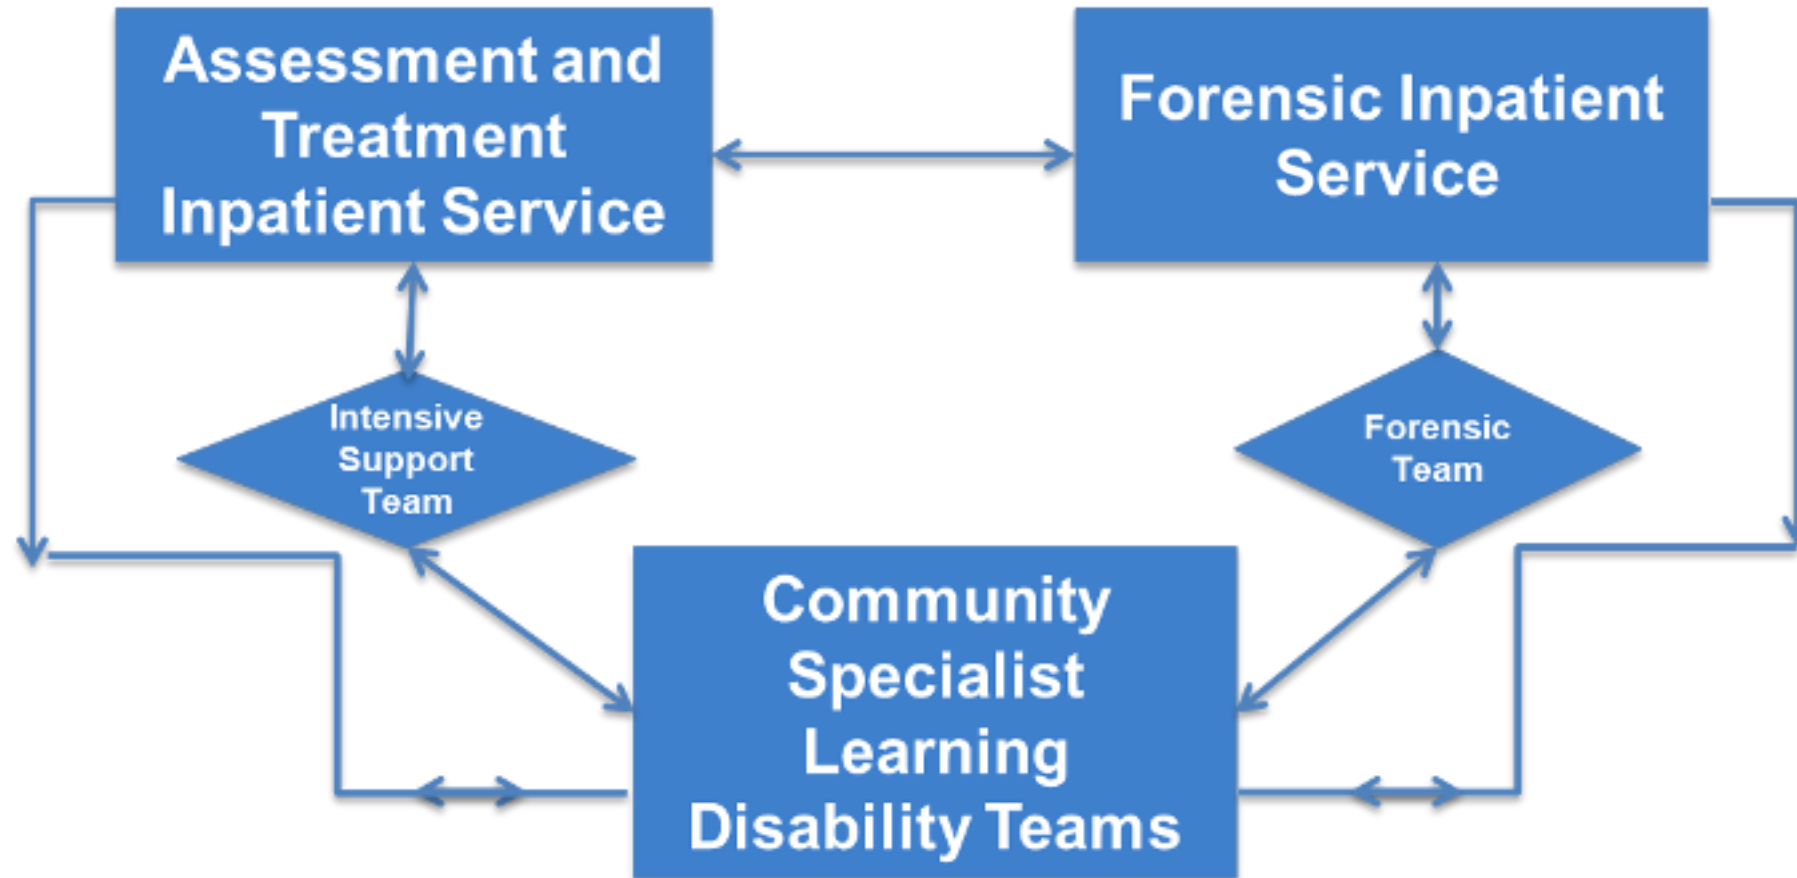 Assessment and
Treatment
Inpatient Service
Forensic Inpatient
Service
Intensive
Support
Team
Forensic
Team
Community
Specialist
Learning
Disability Teams